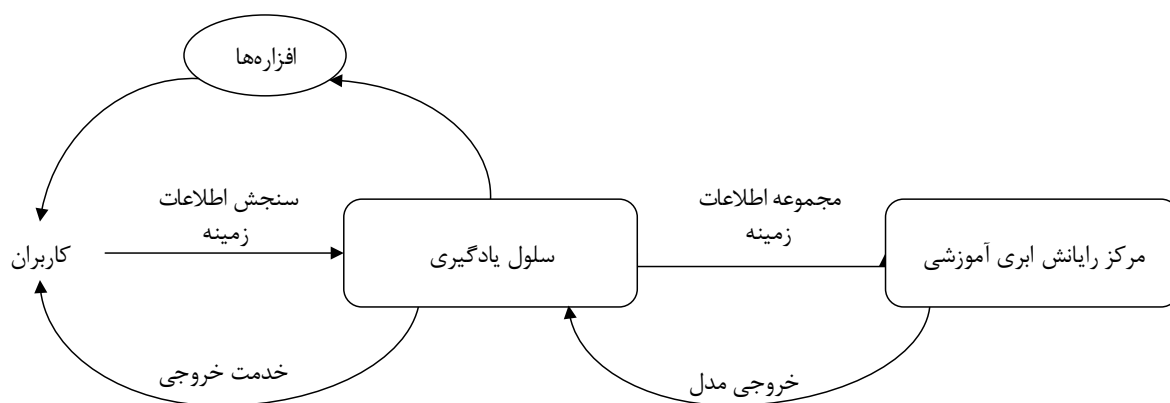 افزاره‌ها
سنجش اطلاعات
زمینه
مجموعه اطلاعات
زمینه
کاربران
سلول یادگیری
مرکز رایانش ابری آموزشی
خدمت خروجی
خروجی مدل